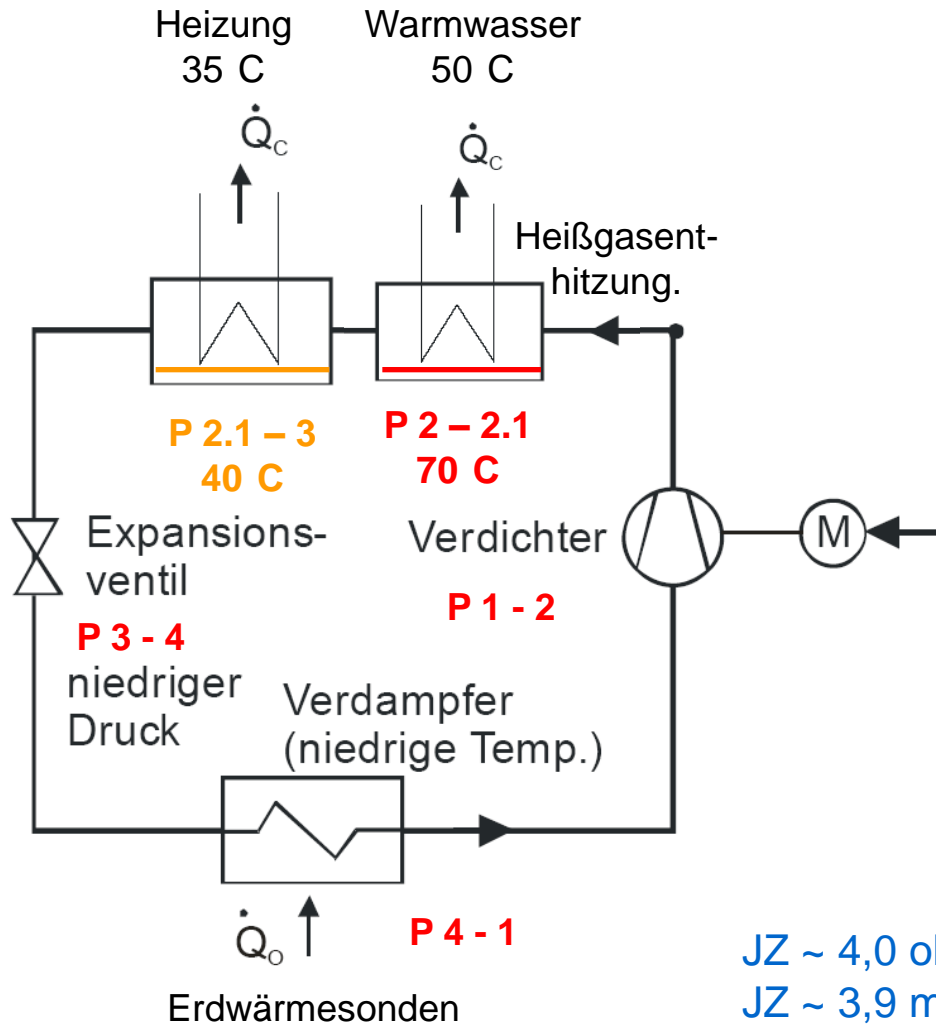 Heizung
35 C
Warmwasser
50 C
Q̇C
Q̇C
Heißgasent-
hitzung.
P 2.1 – 3
40 C
P 2 – 2.1
70 C
Expansions-
ventil
P 3 - 4
niedriger
Druck
Verdichter
P 1 - 2
M
Verdampfer
(niedrige Temp.)
Q̇O
P 4 - 1
Erdwärmesonden
JZ ~ 4,0
JZ ~ 3,9